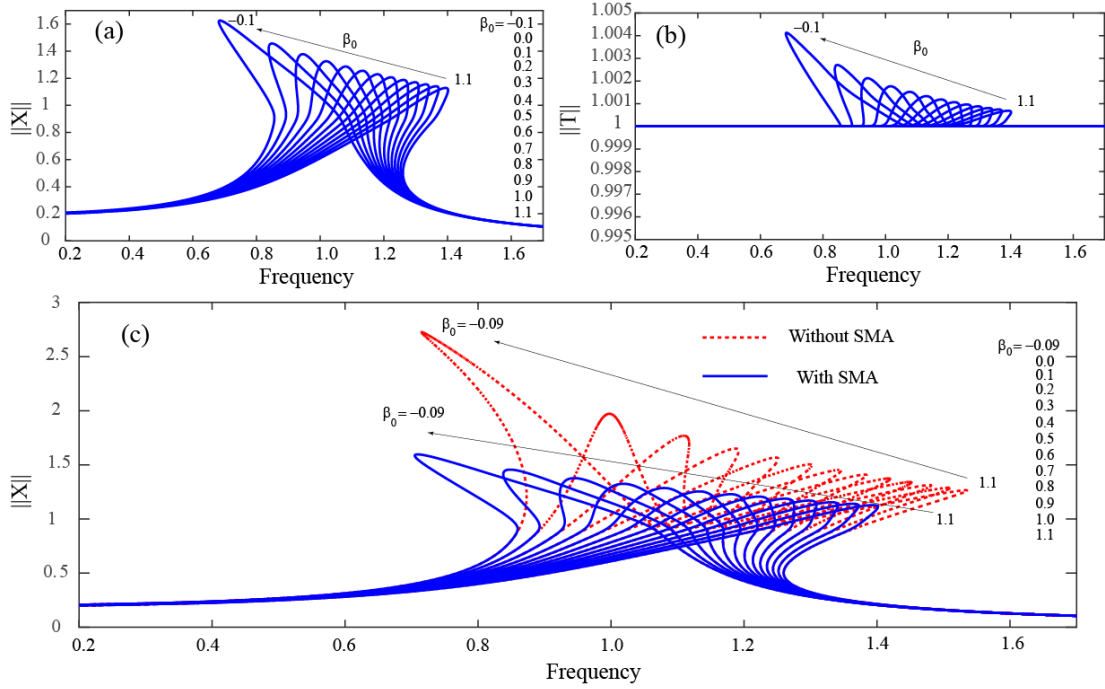 (a)
||X||
1.6
1.4
1.2
1.0
0.8
0.6
0.4
0.2
0
−0.1
β0
1.1
β0=−0.1
0.0
0.1
0.2
0.3
0.4
0.5
0.6
0.7
0.8
0.9
1.0
1.1
0.2 0.4 0.6 0.8 1.0 1.2 1.4 1.6
Frequency
(b)
||T||
1.005
1.004
1.003
1.002
1.001
1
0.999
0.998
0.997
0.996
0.995
−0.1
β0
1.1
0.2 0.4 0.6 0.8 1.0 1.2 1.4 1.6
Frequency
(c)
||X||
3
2.5
2
1.5
1
0.5
0
β0=−0.09
β0=−0.09
1.1
1.1
Without SMA
With SMA
β0=−0.09
0.0
0.1
0.2
0.3
0.4
0.5
0.6
0.7
0.8
0.9
1.0
1.1
0.2 0.4 0.6 0.8 1.0 1.2 1.4 1.6
Frequency